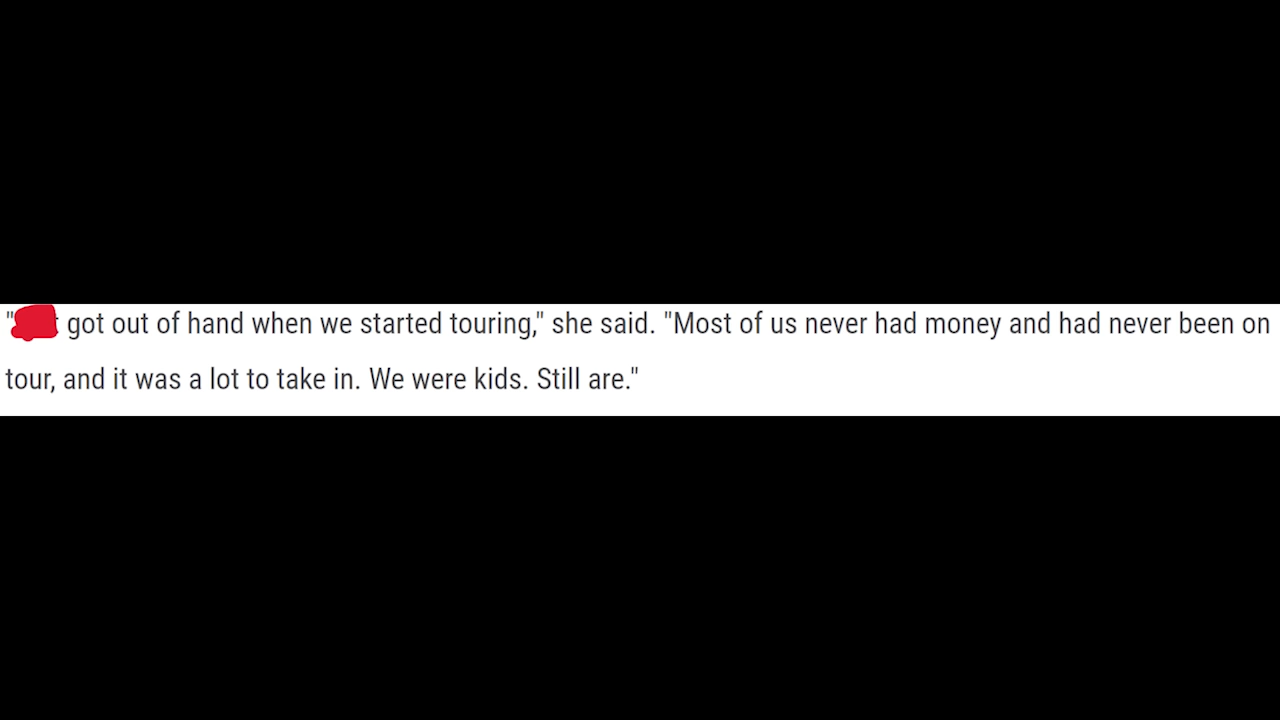 " got out of hand when we started touring," she said. "Most of us never had money and had never been on
tour, and it was a lot to take in. We were kids. Still are."